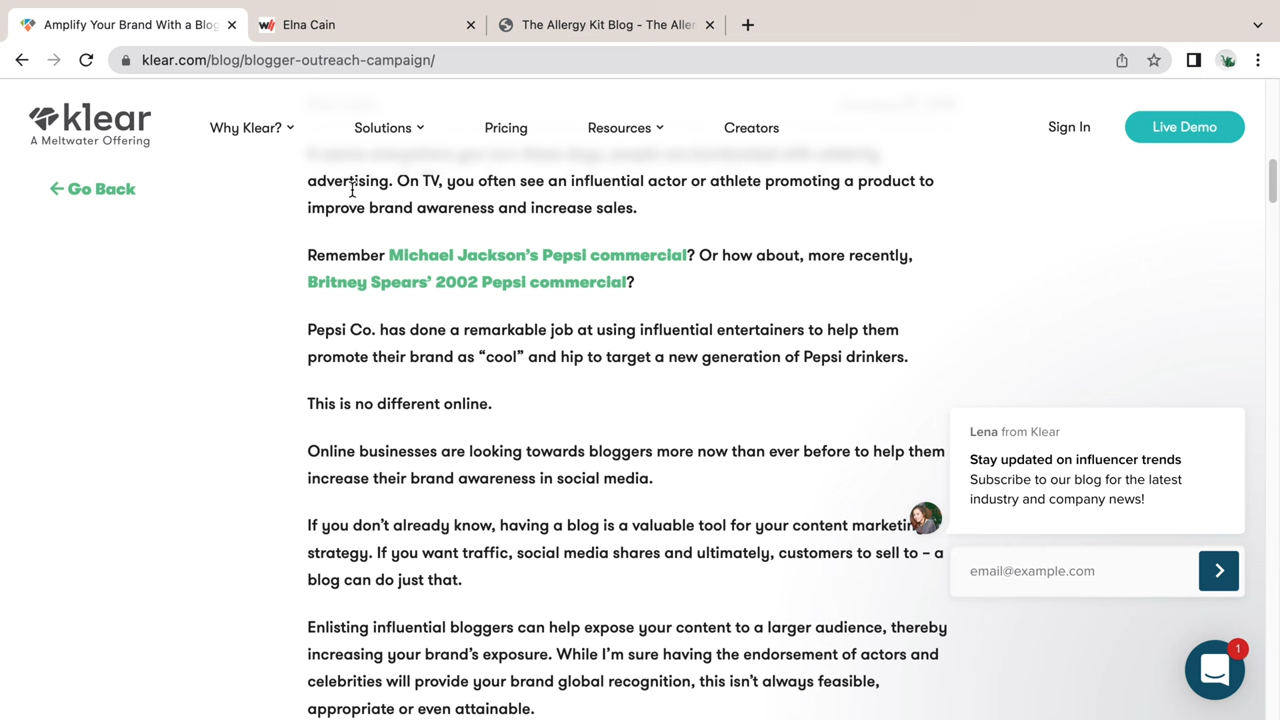 Amplify Your Brand With a Blog
Elna Cain
The Allergy Kit Blog - The Aller
klear.com/blog/blogger-outreach-campaign/
klear
A Meltwater Offering
Why Klear?
Solutions
Pricing
Resources
Creators
Sign In
Live Demo
← Go Back
advertising. On TV, you often see an influential actor or athlete promoting a product to
improve brand awareness and increase sales.
Remember Michael Jackson's Pepsi commercial? Or how about, more recently,
Britney Spears' 2002 Pepsi commercial?
Pepsi Co. has done a remarkable job at using influential entertainers to help them
promote their brand as “cool” and hip to target a new generation of Pepsi drinkers.
This is no different online.
Online businesses are looking towards bloggers more now than ever before to help them
increase their brand awareness in social media.
If you don't already know, having a blog is a valuable tool for your content marketin
strategy. If you want traffic, social media shares and ultimately, customers to sell to – a
blog can do just that.
Enlisting influential bloggers can help expose your content to a larger audience, thereby
increasing your brand's exposure. While I'm sure having the endorsement of actors and
celebrities will provide your brand global recognition, this isn't always feasible,
appropriate or even attainable.
Lena from Klear
Stay updated on influencer trends
Subscribe to our blog for the latest
industry and company news!
email@example.com
1